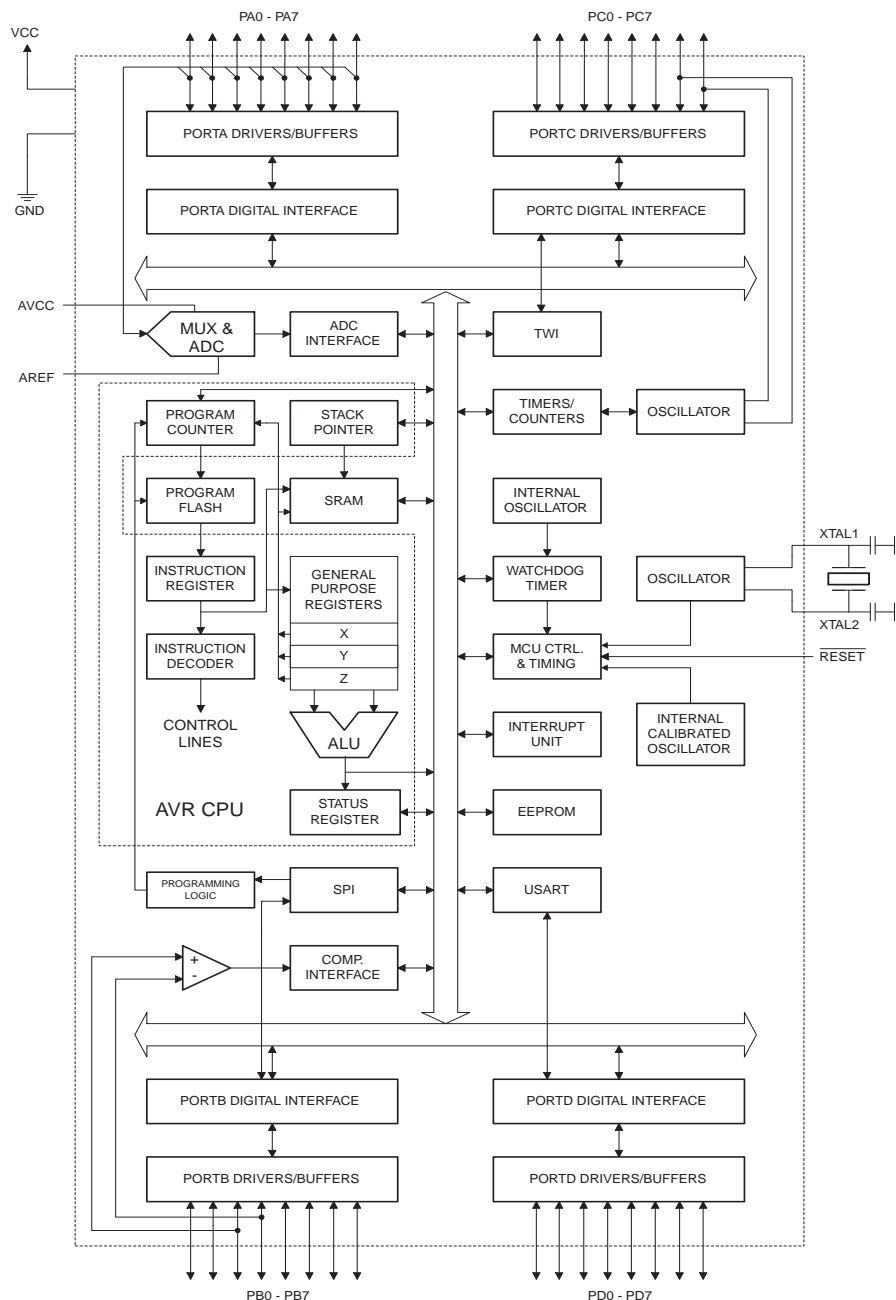 PA0 - PA7
PC0 - PC7
VCC
PORTA DRIVERS/BUFFERS
PORTC DRIVERS/BUFFERS
GND
PORTA DIGITAL INTERFACE
PORTC DIGITAL INTERFACE
AVCC
MUX &
ADC
ADC
INTERFACE
TWI
AREF
PROGRAM
COUNTER
STACK
POINTER
TIMERS/
COUNTERS
OSCILLATOR
PROGRAM
FLASH
SRAM
INTERNAL
OSCILLATOR
XTAL1
INSTRUCTION
REGISTER
GENERAL
PURPOSE
REGISTERS
WATCHDOG
TIMER
OSCILLATOR
XTAL2
X
INSTRUCTION
DECODER
Y
Z
MCU CTRL.
& TIMING
RESET
CONTROL
LINES
ALU
INTERRUPT
UNIT
INTERNAL
CALIBRATED
OSCILLATOR
AVR CPU
STATUS
REGISTER
EEPROM
PROGRAMMING
LOGIC
SPI
USART
+
-
COMP.
INTERFACE
PORTB DIGITAL INTERFACE
PORTD DIGITAL INTERFACE
PORTB DRIVERS/BUFFERS
PORTD DRIVERS/BUFFERS
PB0 - PB7
PD0 - PD7